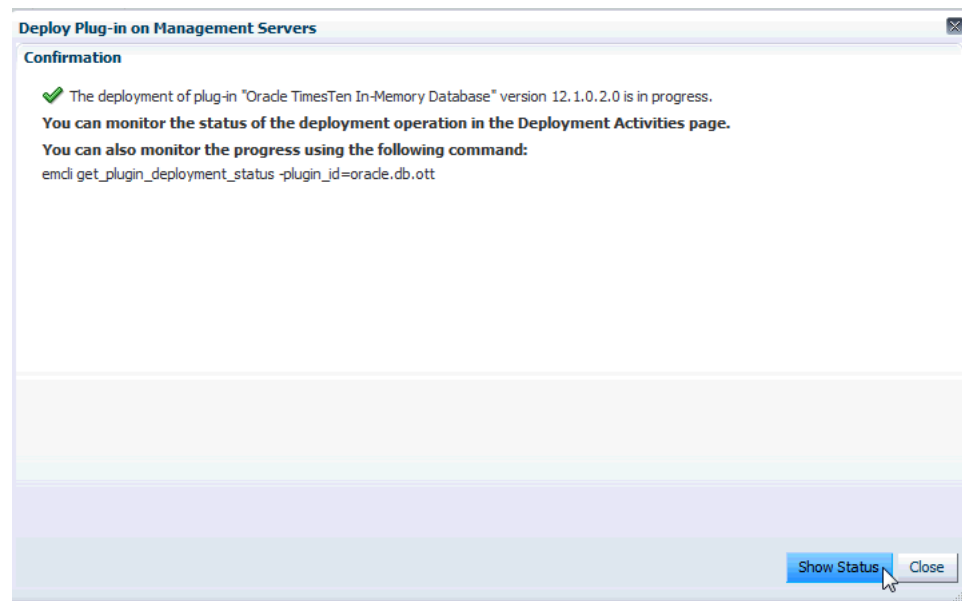 Deploy Plug-in on Management Servers
Confirmation
The deployment of plug-in "Oracle TimesTen In-Memory Database" version 12.1.0.2.0 is in progress.
You can monitor the status of the deployment operation in the Deployment Activities page.
You can also monitor the progress using the following command:
emcli get_plugin_deployment_status -plugin_id=oracle.db.ott
Show Status
Close